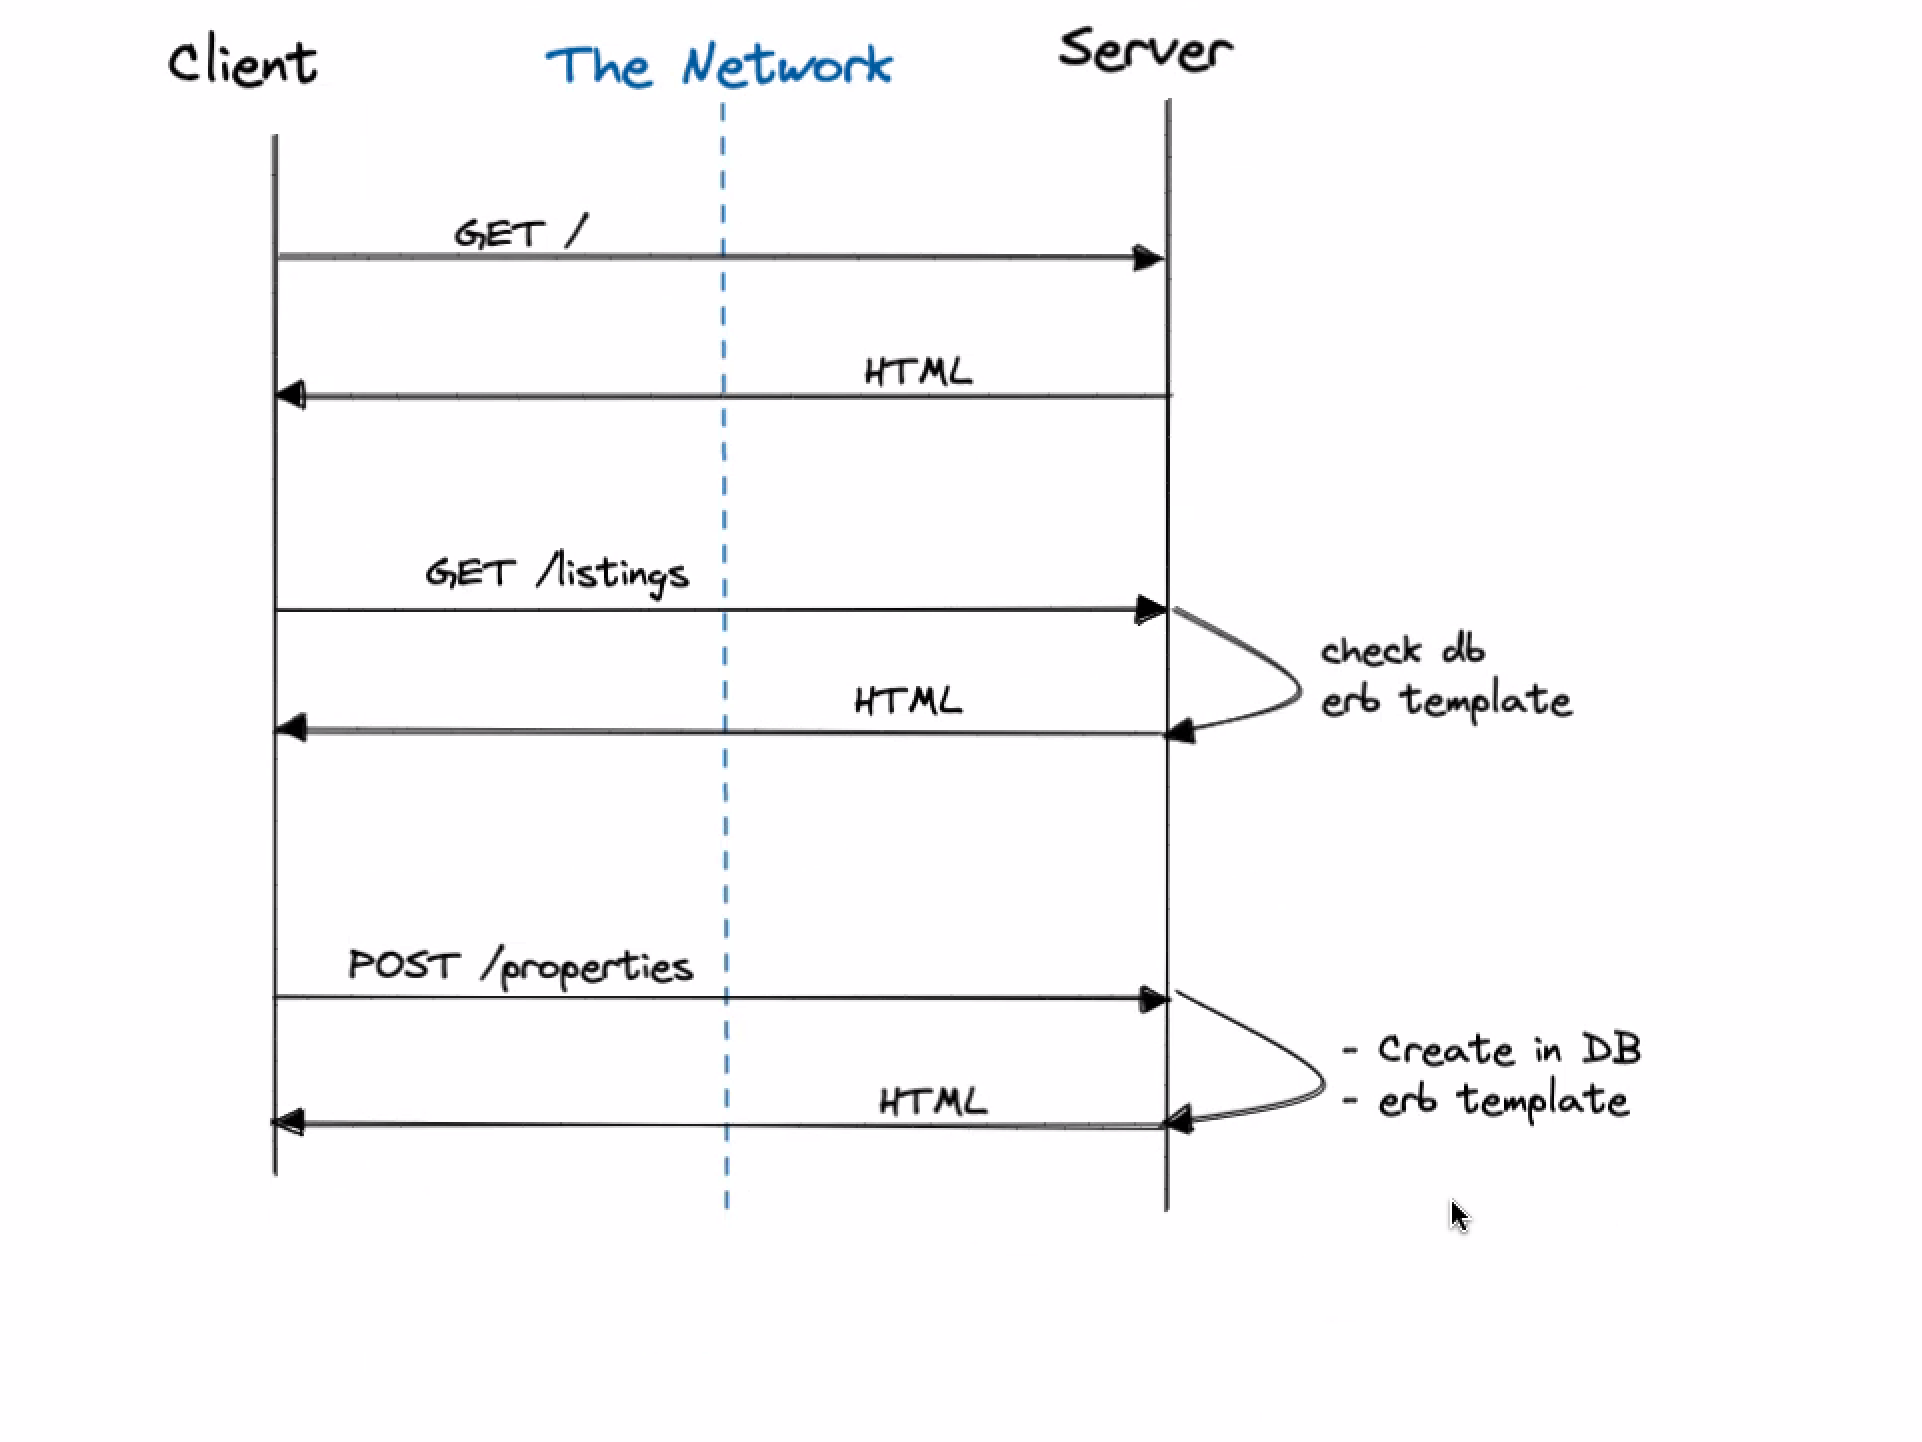 Client
The Network
Server
GET /
HTML
GET /listings
check db
erb template
HTML
POST /properties
- Create in DB
- erb template
HTML